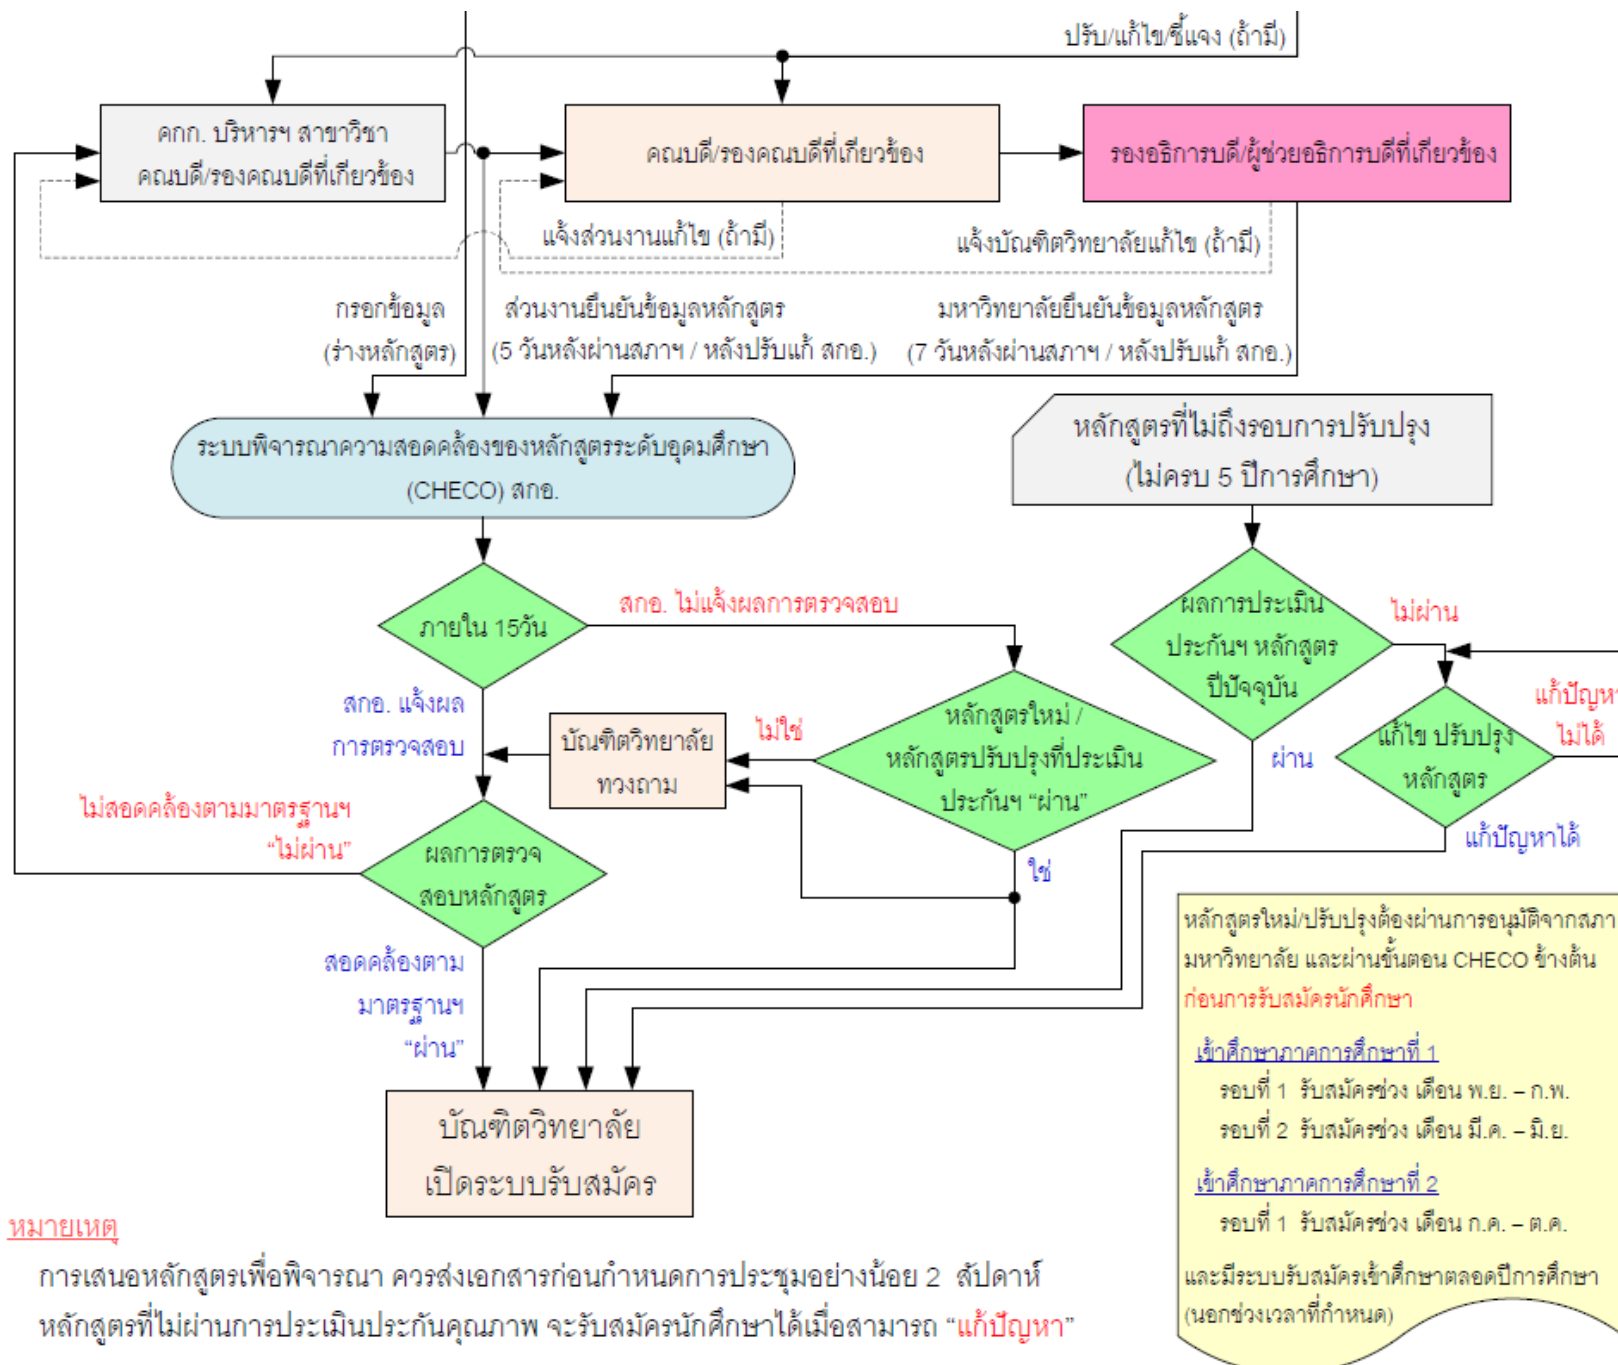 ปรับ/แก้ไข/ชี้แจง (ถ้ามี)
คกก. บริหารฯ สาขาวิชา
คณบดี/รองคณบดีที่เกี่ยวข้อง
คณบดี/รองคณบดีที่เกี่ยวข้อง
รองอธิการบดี/ผู้ช่วยอธิการบดีที่เกี่ยวข้อง
แจ้งส่วนงานแก้ไข (ถ้ามี)
แจ้งบัณฑิตวิทยาลัยแก้ไข (ถ้ามี)
กรอกข้อมูล
(ร่างหลักสูตร)
ส่วนงานยืนยันข้อมูลหลักสูตร
(5 วันหลังผ่านสภาฯ / หลังปรับแก้ สกอ.)
มหาวิทยาลัยยืนยันข้อมูลหลักสูตร
(7 วันหลังผ่านสภาฯ / หลังปรับแก้ สกอ.)
ระบบพิจารณาความสอดคล้องของหลักสูตรระดับอุดมศึกษา
(CHECO) สกอ.
หลักสูตรที่ไม่ถึงรอบการปรับปรุง
(ไม่ครบ 5 ปีการศึกษา)
ภายใน 15วัน
สกอ. ไม่แจ้งผลการตรวจสอบ
ผลการประเมิน
ประกันฯ หลักสูตร
ปีปัจจุบัน
ไม่ผ่าน
สกอ. แจ้งผล
การตรวจสอบ
บัณฑิตวิทยาลัย
ทวงถาม
ไม่ใช่
หลักสูตรใหม่ /
หลักสูตรปรับปรุงที่ประเมิน
ประกันฯ “ผ่าน”
ผ่าน
แก้ไข ปรับปรุง
หลักสูตร
แก้ปัญหา
ไม่ได้
ไม่สอดคล้องตามมาตรฐานฯ
“ไม่ผ่าน”
ผลการตรวจ
สอบหลักสูตร
ใช่
แก้ปัญหาได้
สอดคล้องตาม
มาตรฐานฯ
“ผ่าน”
หลักสูตรใหม่/ปรับปรุงต้องผ่านการอนุมัติจากสภา
มหาวิทยาลัย และผ่านขั้นตอน CHECO ข้างต้น
ก่อนการรับสมัครนักศึกษา
เข้าศึกษาภาคการศึกษาที่ 1
รอบที่ 1 รับสมัครช่วง เดือน พ.ย. – ก.พ.
รอบที่ 2 รับสมัครช่วง เดือน มี.ค. – มิ.ย.
เข้าศึกษาภาคการศึกษาที่ 2
รอบที่ 1 รับสมัครช่วง เดือน ก.ค. – ต.ค.
และมีระบบรับสมัครเข้าศึกษาตลอดปีการศึกษา
(นอกช่วงเวลาที่กำหนด)
บัณฑิตวิทยาลัย
เปิดระบบรับสมัคร
หมายเหตุ
การเสนอหลักสูตรเพื่อพิจารณา ควรส่งเอกสารก่อนกำหนดการประชุมอย่างน้อย 2 สัปดาห์
หลักสูตรที่ไม่ผ่านการประเมินประกันคุณภาพ จะรับสมัครนักศึกษาได้เมื่อสามารถ “แก้ปัญหา”